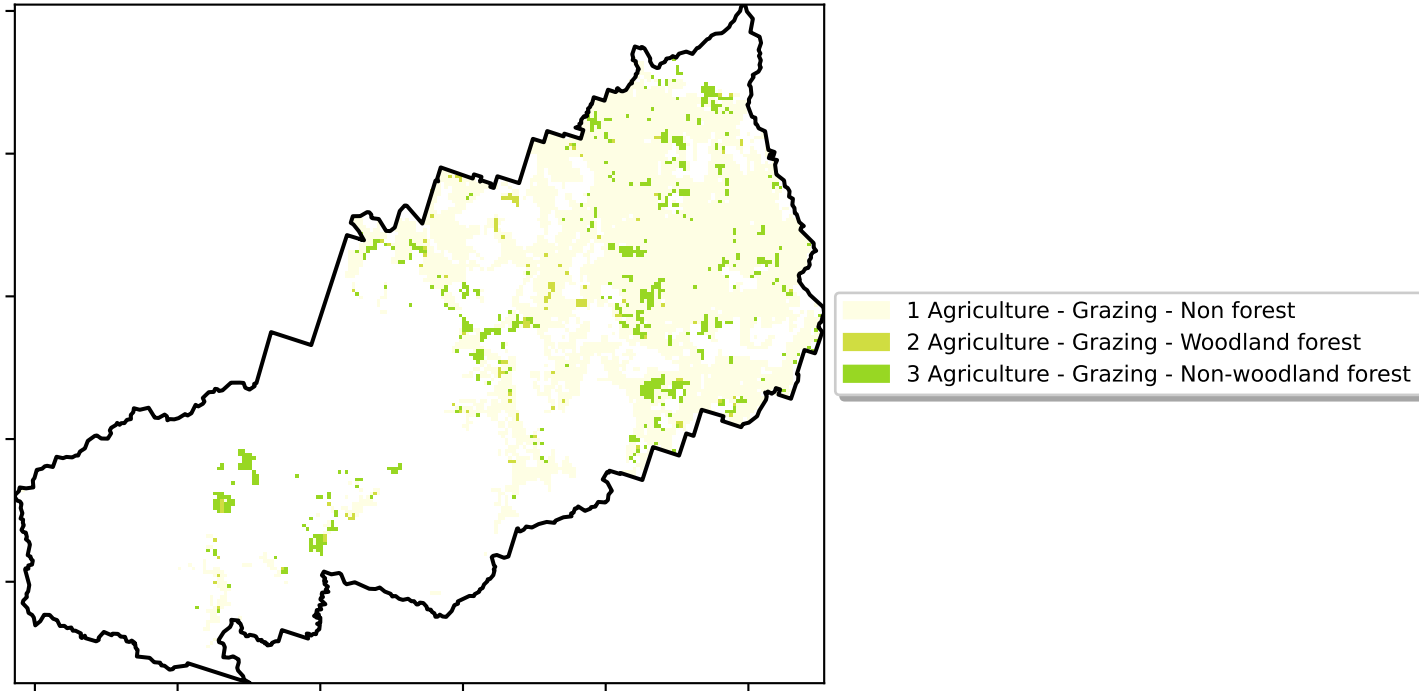 1 Agriculture - Grazing - Non forest
2 Agriculture - Grazing - Woodland forest
3 Agriculture - Grazing - Non-woodland forest